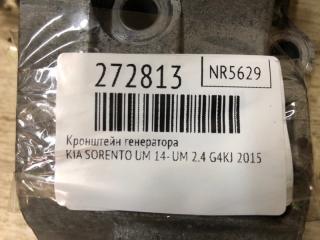 272813
NR5629
Кронштейн генератора
KIA SORENTO UM 14- UM 2.4 G4KJ 2015